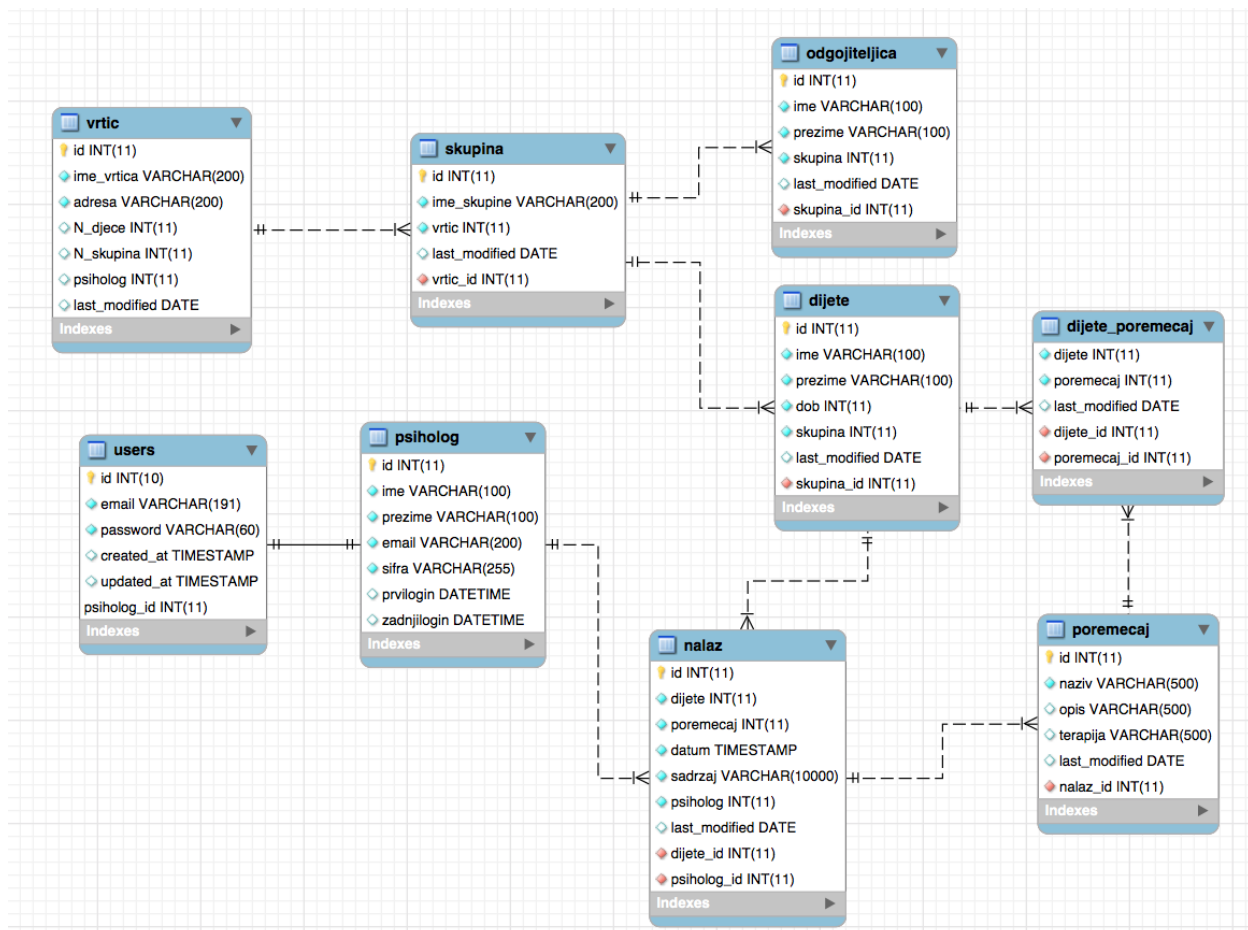 vrtic
id INT(11)
ime_vrtica VARCHAR(200)
adresa VARCHAR(200)
N_djece INT(11)
N_skupina INT(11)
psiholog INT(11)
last_modified DATE
Indexes
skupina
id INT(11)
ime_skupine VARCHAR(200)
vrtic INT(11)
last_modified DATE
vrtic_id INT(11)
Indexes
odgojiteljica
id INT(11)
ime VARCHAR(100)
prezime VARCHAR(100)
skupina INT(11)
last_modified DATE
skupina_id INT(11)
Indexes
dijete
id INT(11)
ime VARCHAR(100)
prezime VARCHAR(100)
dob INT(11)
skupina INT(11)
last_modified DATE
skupina_id INT(11)
Indexes
dijete_poremecaj
dijete INT(11)
poremecaj INT(11)
last_modified DATE
dijete_id INT(11)
poremecaj_id INT(11)
Indexes
users
id INT(10)
email VARCHAR(191)
password VARCHAR(60)
created_at TIMESTAMP
updated_at TIMESTAMP
psiholog_id INT(11)
Indexes
psiholog
id INT(11)
ime VARCHAR(100)
prezime VARCHAR(100)
email VARCHAR(200)
sifra VARCHAR(255)
prvilogin DATETIME
zadnjilogin DATETIME
Indexes
nalaz
id INT(11)
dijete INT(11)
poremecaj INT(11)
datum TIMESTAMP
sadrzaj VARCHAR(10000)
psiholog INT(11)
last_modified DATE
dijete_id INT(11)
psiholog_id INT(11)
Indexes
poremecaj
id INT(11)
naziv VARCHAR(500)
opis VARCHAR(500)
terapija VARCHAR(500)
last_modified DATE
nalaz_id INT(11)
Indexes